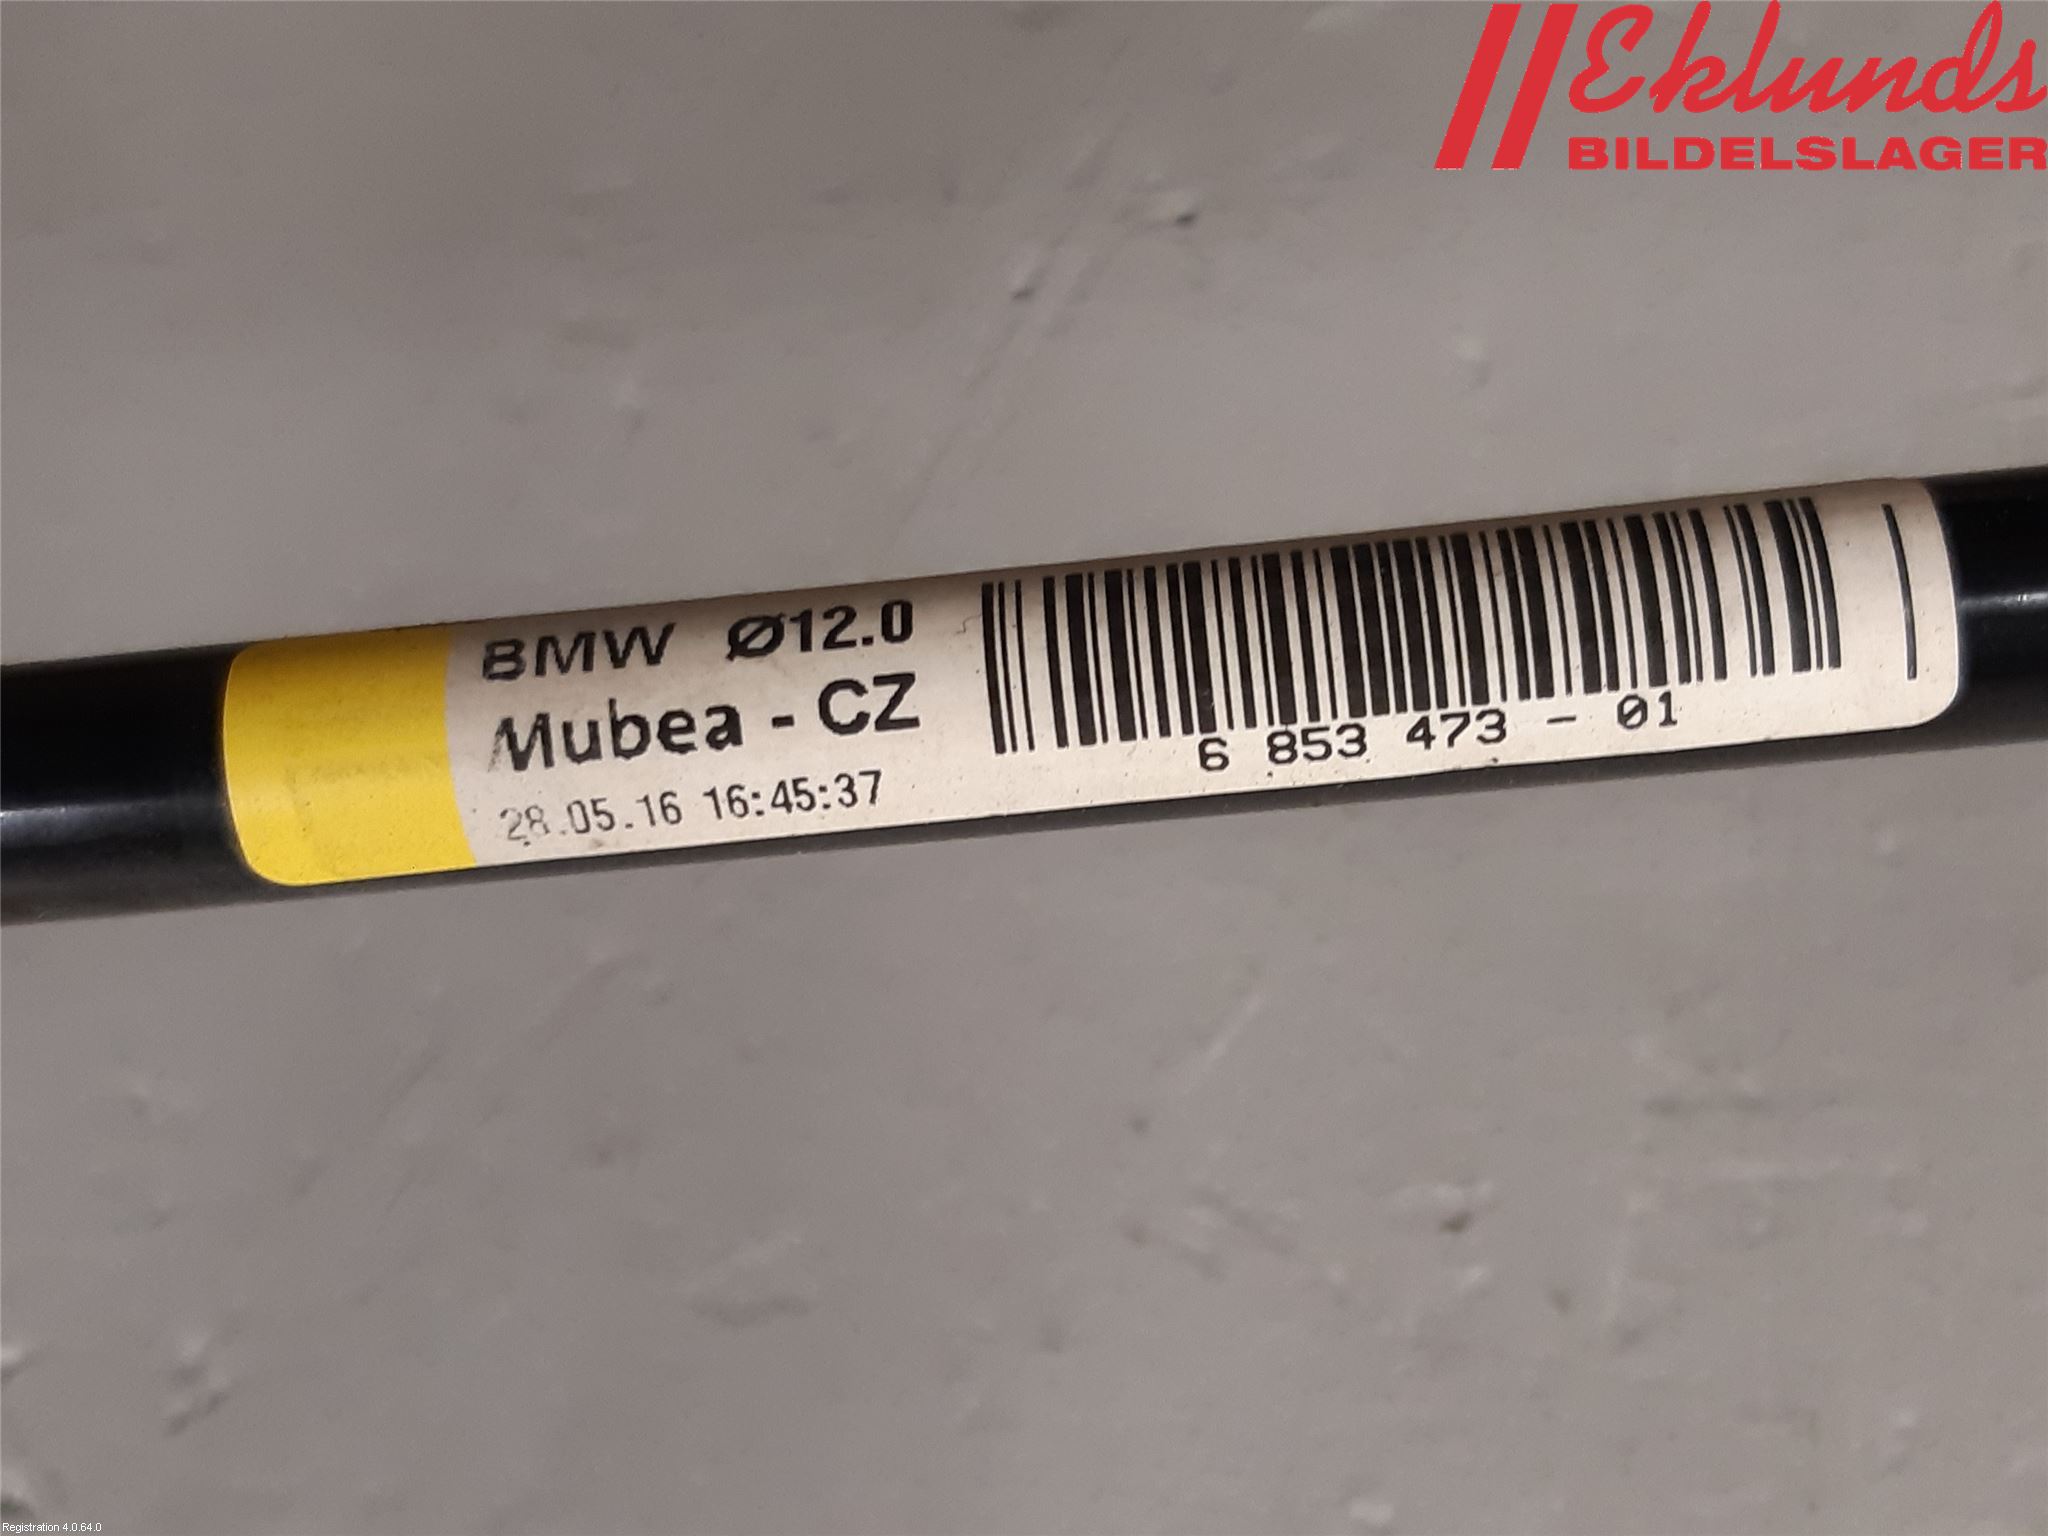 Eklunds
BILDELSLAGER
BMW Ø12.0
Mubea - CZ
28.05.16 16:45:37
6 853 473 - 01
Registration 4.0.64.0